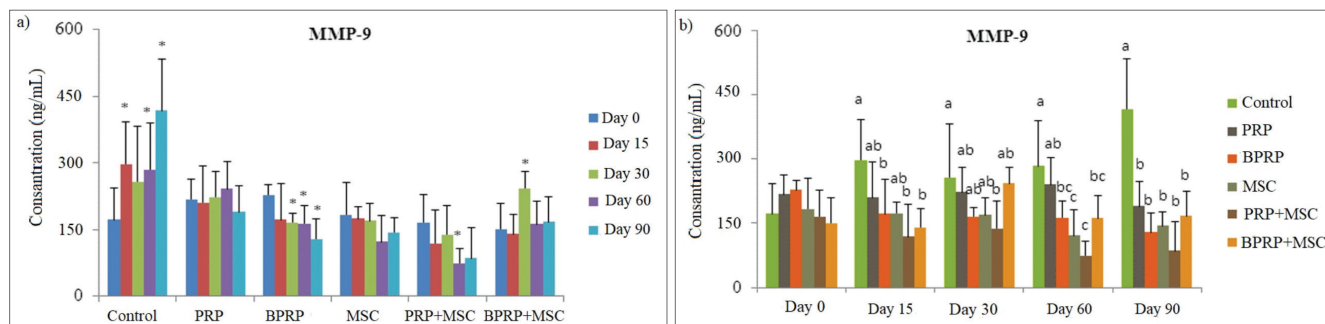 a)
MMP-9
Consantration (ng/mL)
600
450
300
150
0
* * * * * * * *
Control PRP BPRP MSC PRP+MSC BPRP+MSC
Day 0
Day 15
Day 30
Day 60
Day 90
b)
MMP-9
Consantration (ng/mL)
600
450
300
150
0
a ab b ab b b
a ab ab ab b ab
a ab bc c c bc
a b b b b b
Day 0 Day 15 Day 30 Day 60 Day 90
Control
PRP
BPRP
MSC
PRP+MSC
BPRP+MSC